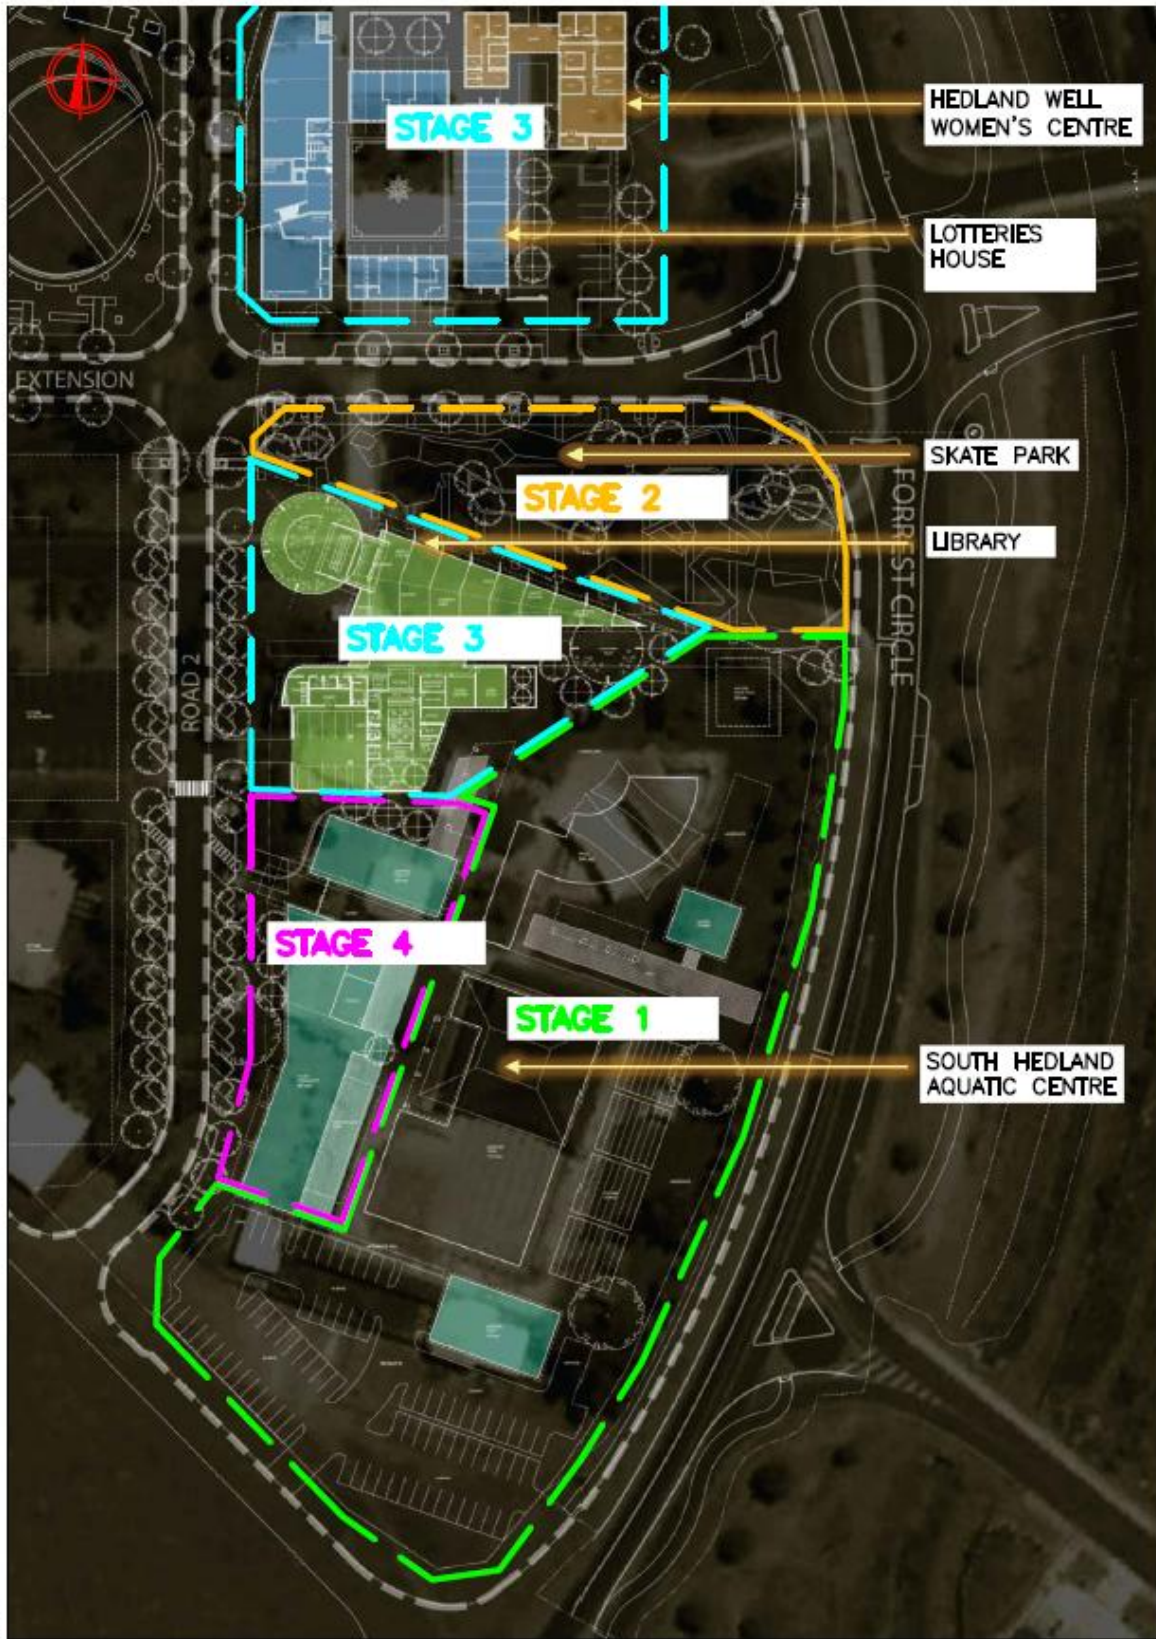 HEDLAND WELL
WOMEN'S CENTRE
STAGE 3
LOTTERIES
HOUSE
EXTENSION
SKATE PARK
STAGE 2
FORREST CIRCLE
LIBRARY
STAGE 3
ROAD 2
STAGE 4
STAGE 1
SOUTH HEDLAND
AQUATIC CENTRE